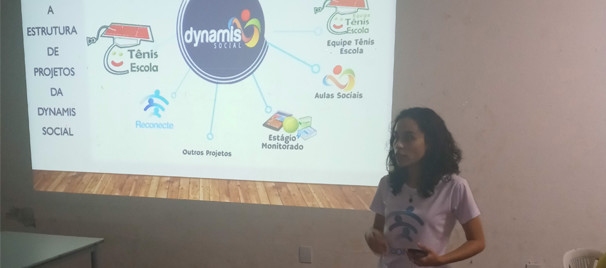 A
ESTRUTURA
DE
PROJETOS
DA
DYNAMIS
SOCIAL
Tênis
Escola
dynamis
SOCIAL
Tênis
Escola
Equipe Tênis
Escola
Aulas Sociais
Estágio
Monitorado
Outros Projetos
Reconecte